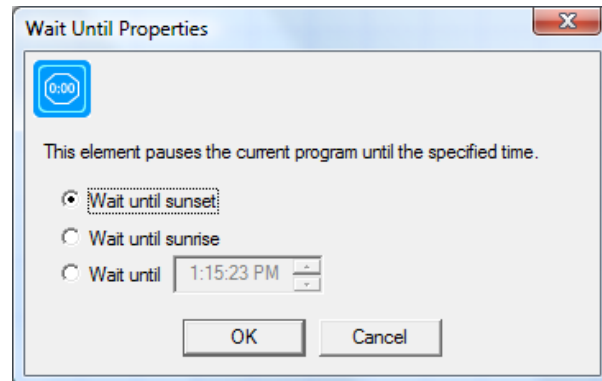 Wait Until Properties
0:00
This element pauses the current program until the specified time.
Wait until sunset
Wait until sunrise
Wait until 1:15:23 PM
OK Cancel